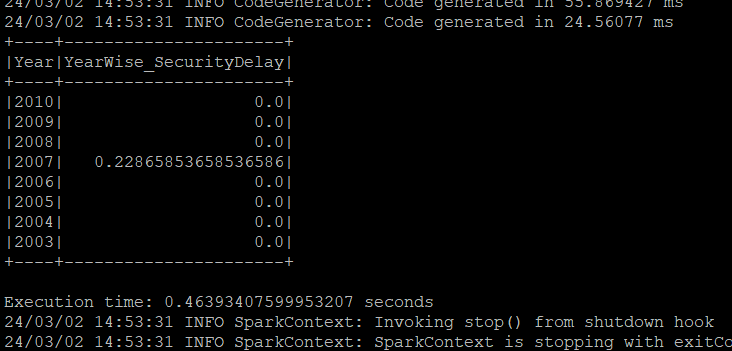 24/03/02 14:53:31 INFO CodeGenerator: Code generated in 55.869427 ms
24/03/02 14:53:31 INFO CodeGenerator: Code generated in 24.56077 ms
+----+----------------------+
|Year|YearWise_SecurityDelay|
+----+----------------------+
|2010|                   0.0|
|2009|                   0.0|
|2008|                   0.0|
|2007|   0.22865853658536586|
|2006|                   0.0|
|2005|                   0.0|
|2004|                   0.0|
|2003|                   0.0|
+----+----------------------+
Execution time: 0.46393407599953207 seconds
24/03/02 14:53:31 INFO SparkContext: Invoking stop() from shutdown hook
24/03/02 14:53:31 INFO SparkContext: SparkContext is stopping with exitCo